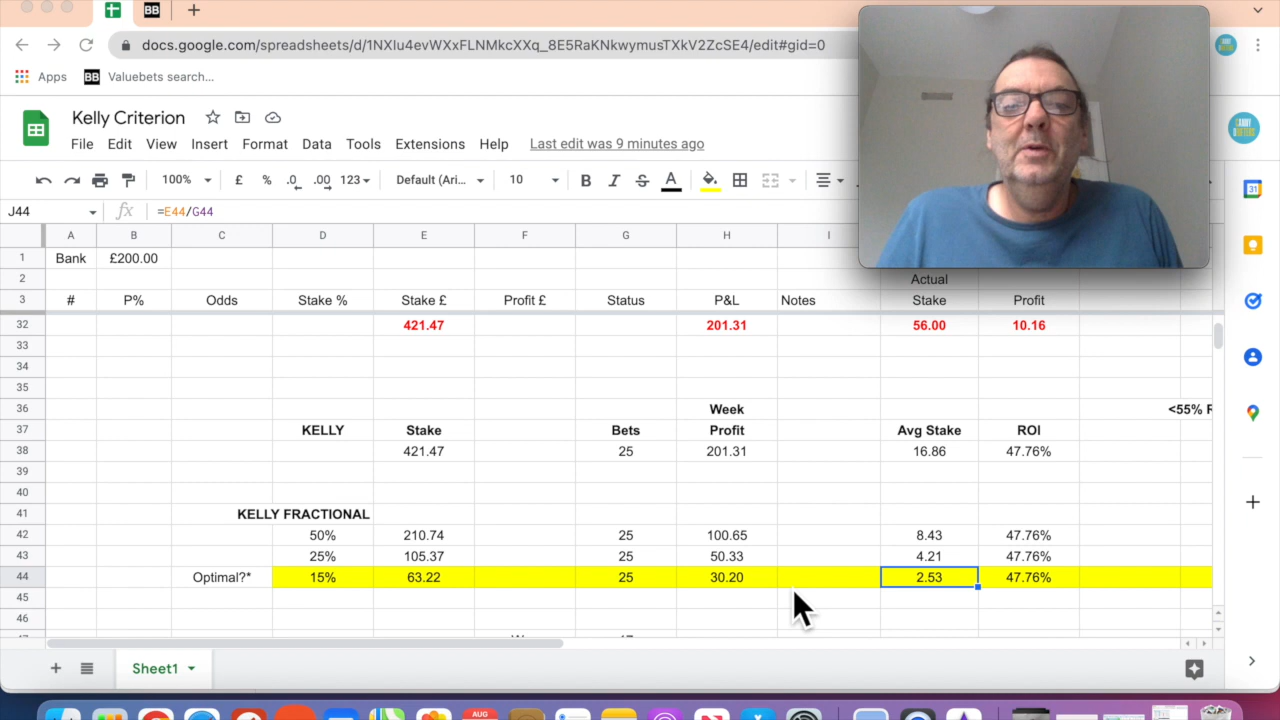 BB
docs.google.com/spreadsheets/d/1NXIu4evWXxFLNMkcXXq_8E5RaKNkwymusTXkV2ZcSE4/edit#gid=0
Apps BB Valuebets search...
Kelly Criterion
File Edit View Insert Format Data Tools Extensions Help Last edit was 9 minutes ago
100% £ % .0 .00 123 Default (Ari... 10 B I S A
J44 fx =E44/G44
A B C D E F G H I
1 Bank £200.00
2 Actual
3 # P% Odds Stake % Stake £ Profit £ Status P&L Notes Stake Profit
32 421.47 201.31 56.00 10.16
33
34
35
36 Week <55% R
37 KELLY Stake Bets Profit Avg Stake ROI
38 421.47 25 201.31 16.86 47.76%
39
40
41 KELLY FRACTIONAL
42 50% 210.74 25 100.65 8.43 47.76%
43 25% 105.37 25 50.33 4.21 47.76%
44 Optimal?* 15% 63.22 25 30.20 2.53 47.76%
45
46
Sheet1
31
AUG